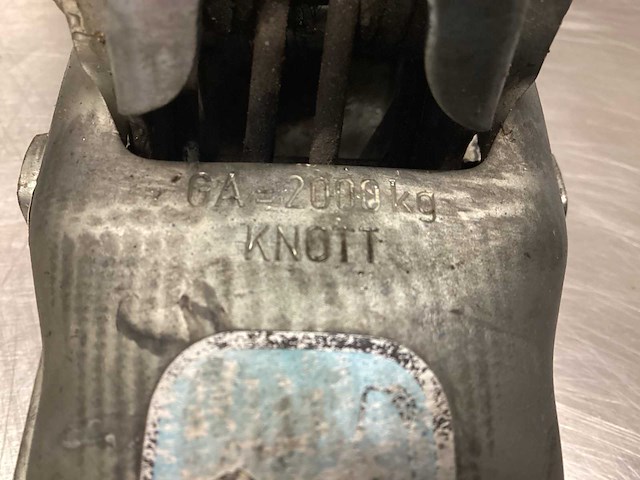 GA = 2000 kg
KNOTT